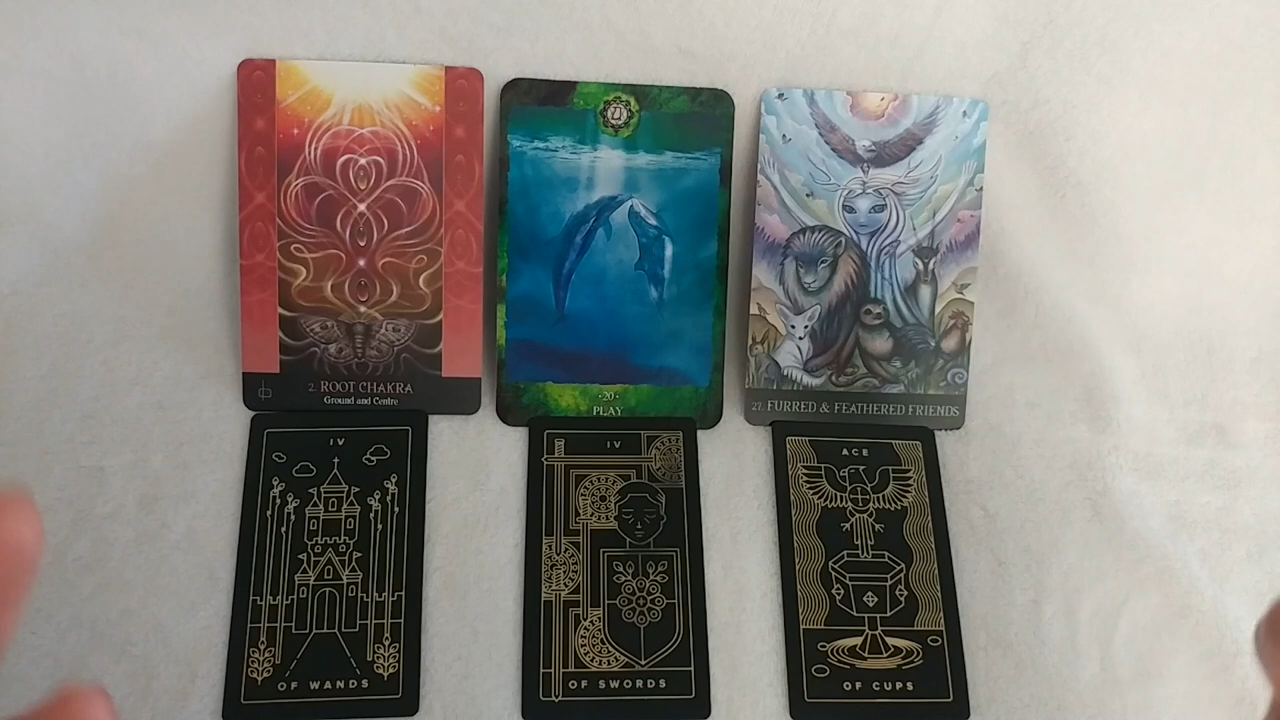 2. ROOT CHAKRA
Ground and Centre
·20·
PLAY
27. FURRED & FEATHERED FRIENDS
IV
OF WANDS
IV
OF SWORDS
ACE
OF CUPS